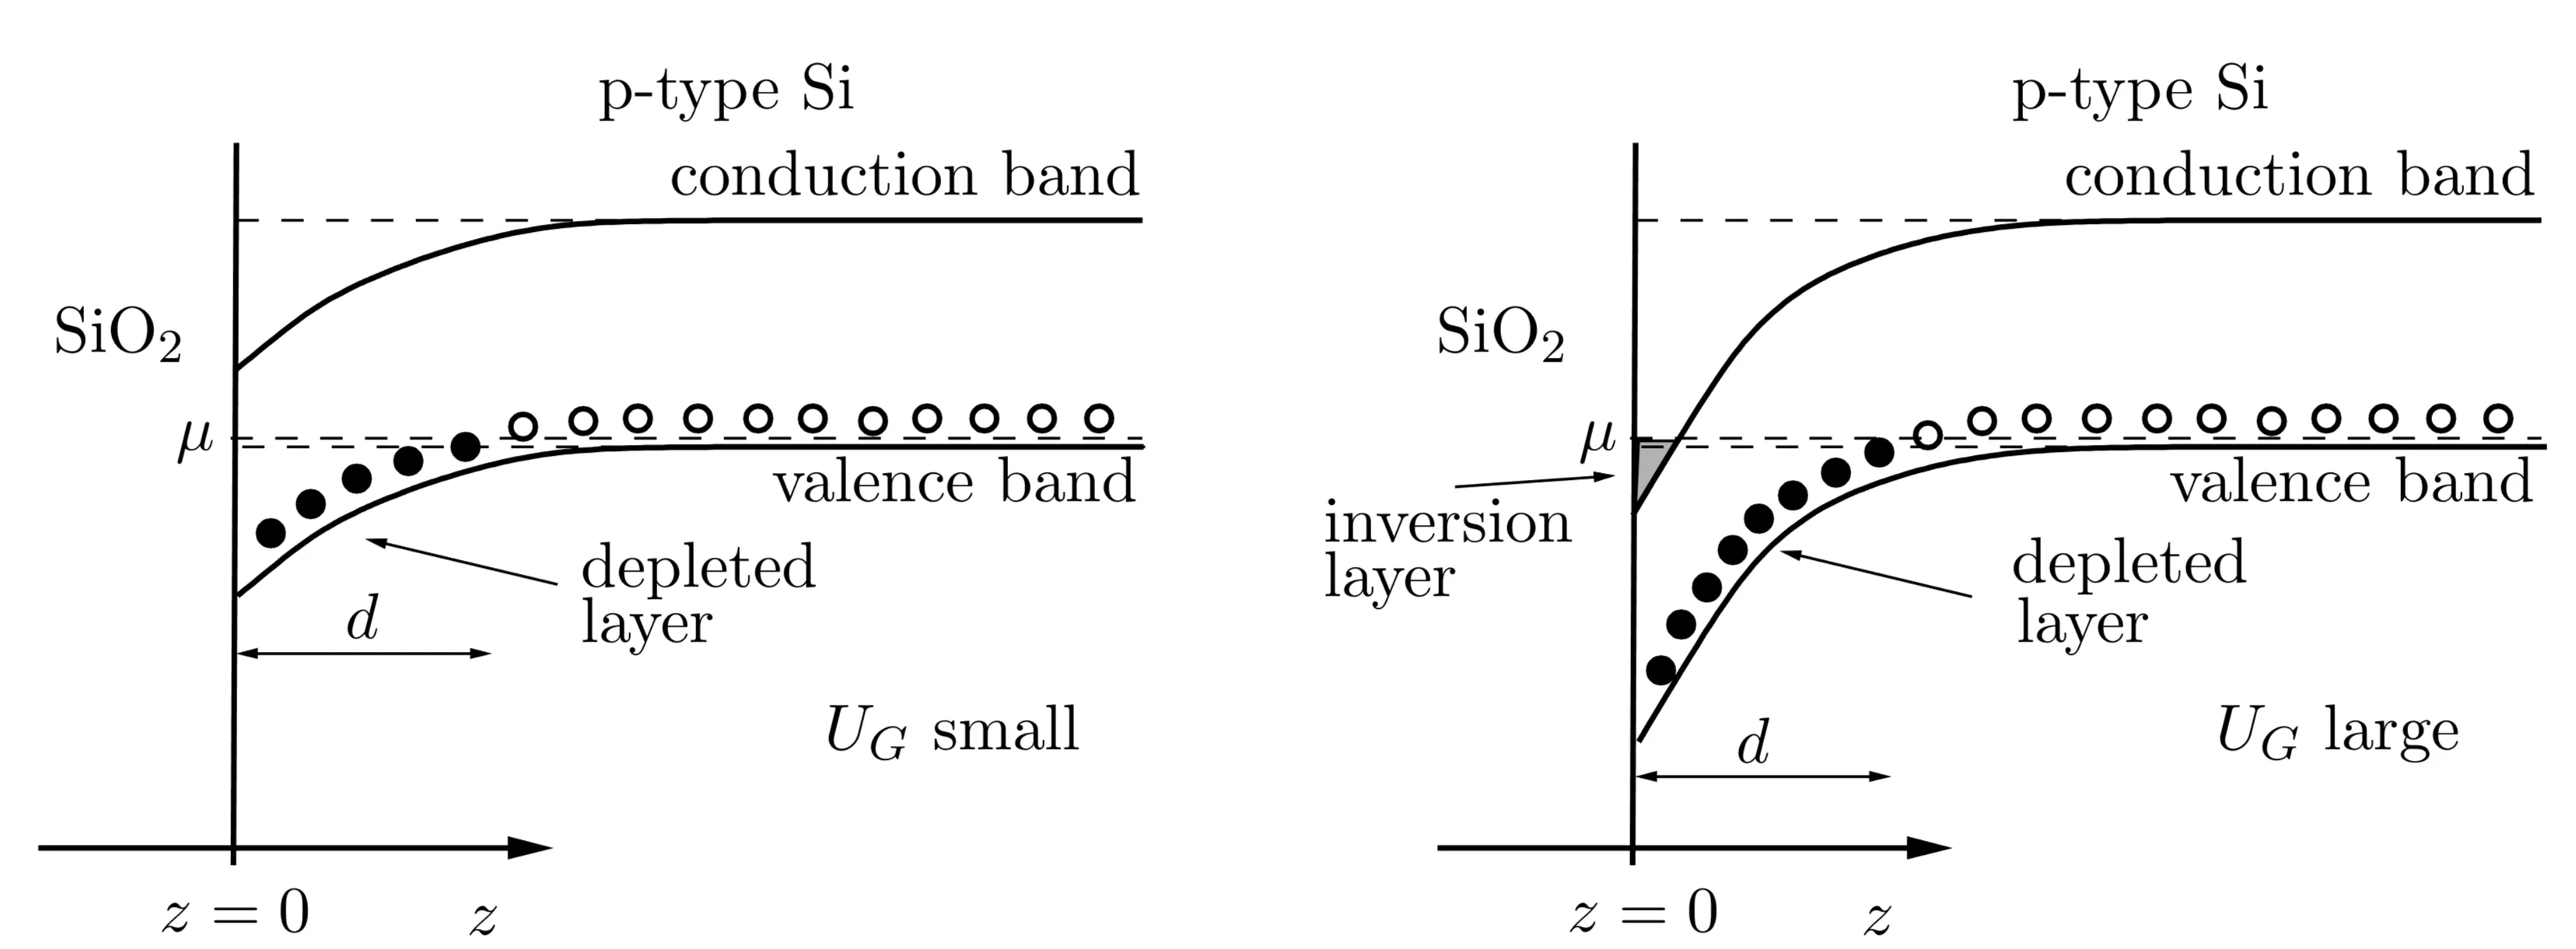 p-type Si
conduction band
SiO₂
μ
valence band
depleted
layer
d
U_G small
z = 0
z
p-type Si
conduction band
SiO₂
μ
valence band
inversion
layer
depleted
layer
d
U_G large
z = 0
z